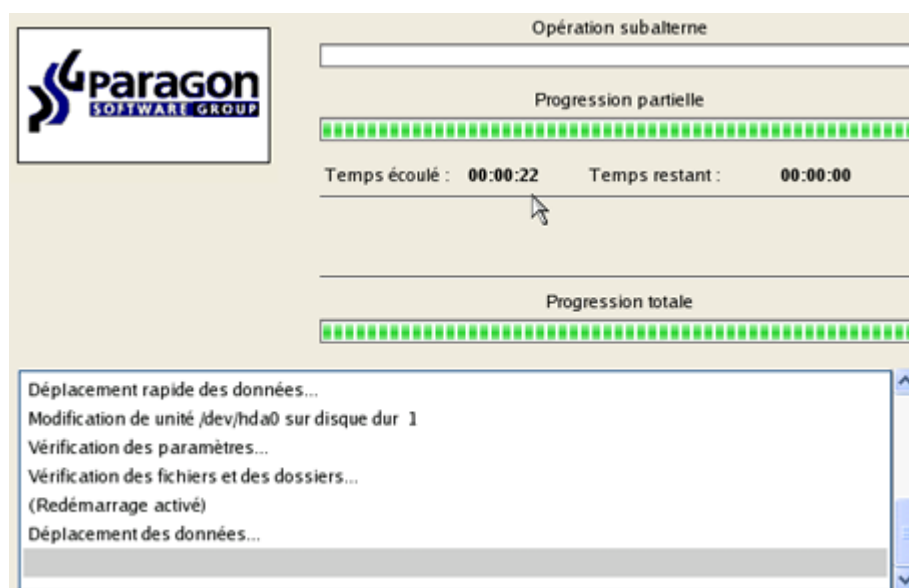 Paragon
SOFTWARE GROUP
Opération subalterne
Progression partielle
Temps écoulé : 00:00:22 Temps restant : 00:00:00
Progression totale
Déplacement rapide des données...
Modification de unité /dev/hda0 sur disque dur 1
Vérification des paramètres...
Vérification des fichiers et des dossiers...
(Redémarrage activé)
Déplacement des données...